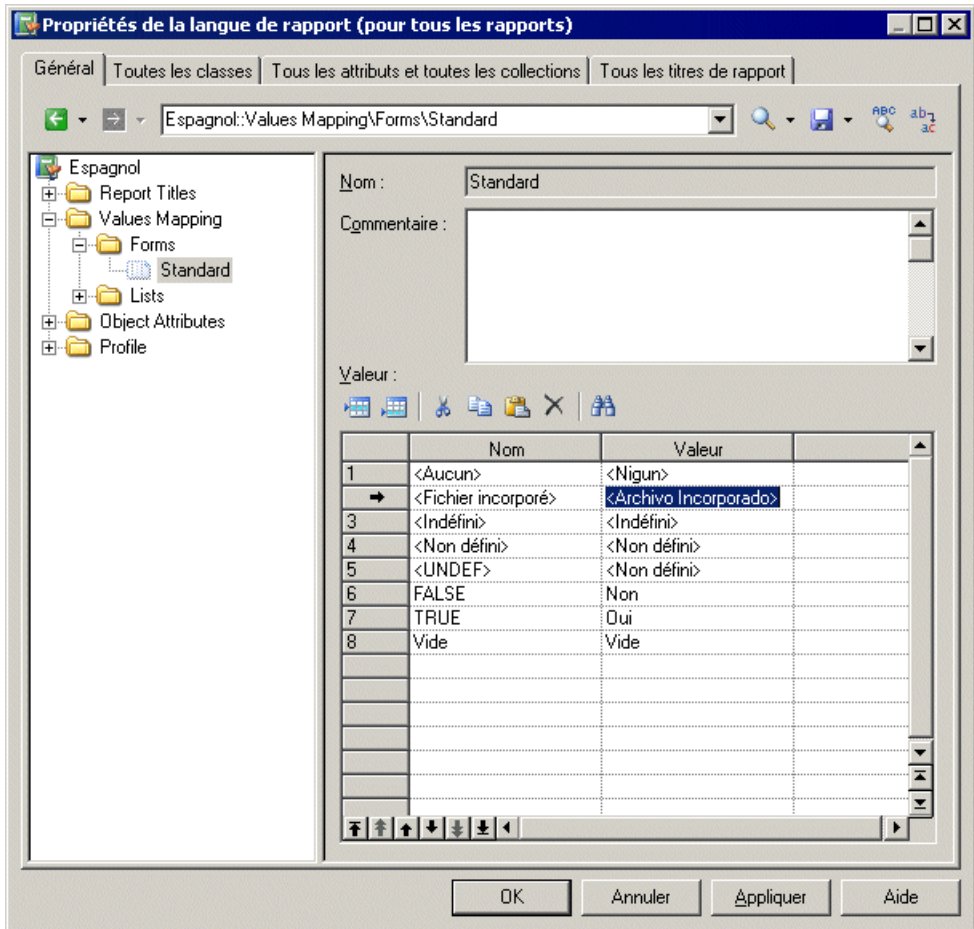 Propriétés de la langue de rapport (pour tous les rapports)
Général Toutes les classes Tous les attributs et toutes les collections Tous les titres de rapport
Espagnol::Values Mapping\Forms\Standard
ABC
ab
ac
Espagnol
Report Titles
Values Mapping
Forms
Standard
Lists
Object Attributes
Profile
Nom : Standard
Commentaire :
Valeur :
Nom Valeur
1 <Aucun> <Nigun>
<Fichier incorporé> <Archivo Incorporado>
3 <Indéfini> <Indéfini>
4 <Non défini> <Non défini>
5 <UNDEF> <Non défini>
6 FALSE Non
7 TRUE Oui
8 Vide Vide
OK Annuler Appliquer Aide